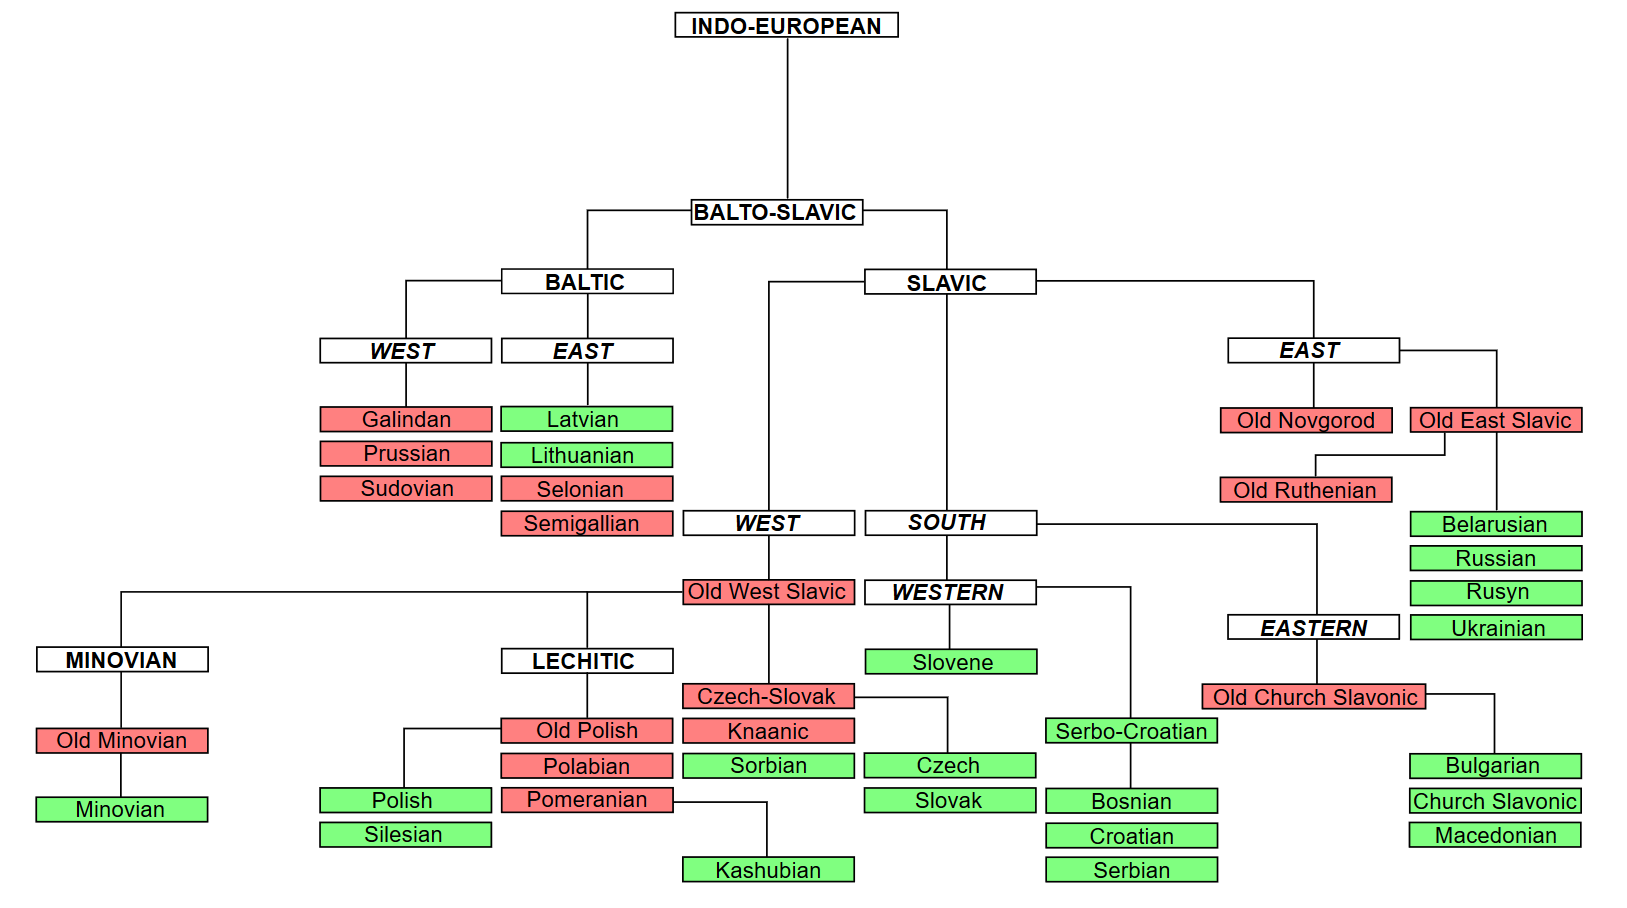 INDO-EUROPEAN
BALTO-SLAVIC
BALTIC
SLAVIC
WEST
EAST
EAST
Galindan
Prussian
Sudovian
Latvian
Lithuanian
Selonian
Semigallian
Old Novgorod
Old East Slavic
Old Ruthenian
Belarusian
Russian
Rusyn
Ukrainian
WEST
SOUTH
Old West Slavic
WESTERN
EASTERN
MINOVIAN
LECHITIC
Slovene
Old Minovian
Minovian
Old Polish
Polabian
Pomeranian
Polish
Silesian
Kashubian
Czech-Slovak
Knaanic
Sorbian
Czech
Slovak
Serbo-Croatian
Bosnian
Croatian
Serbian
Old Church Slavonic
Bulgarian
Church Slavonic
Macedonian